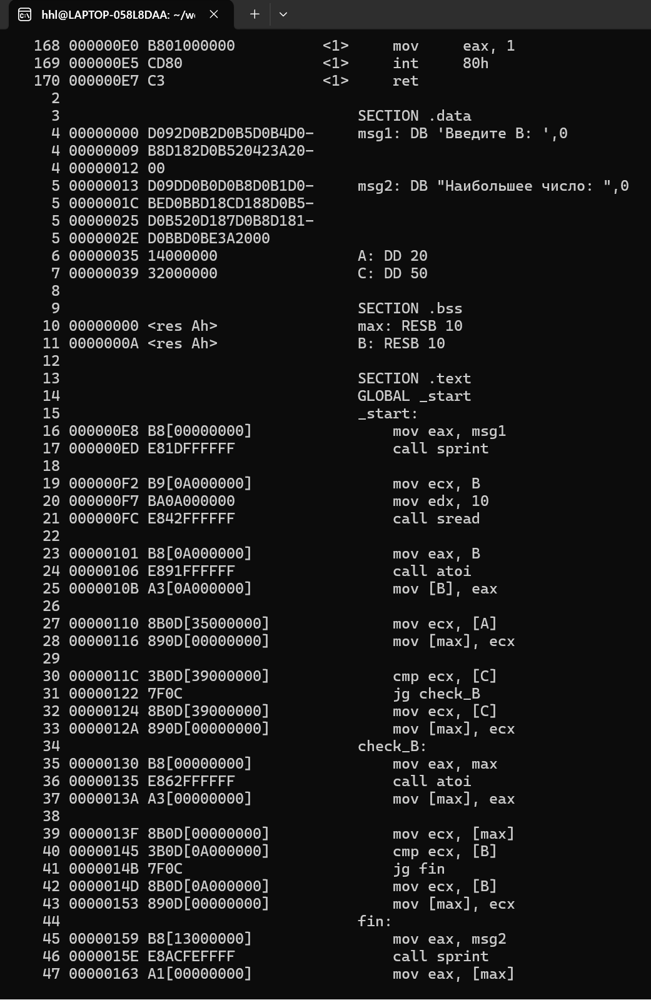 hhl@LAPTOP-058L8DAA: ~/w
168 000000E0 B801000000          <1>     mov     eax, 1
169 000000E5 CD80                <1>     int     80h
170 000000E7 C3                  <1>     ret
2
3                                  SECTION .data
4 00000000 D092D0B2D0B5D0B4D0-     msg1: DB 'Введите B: ',0
4 00000009 B8D182D0B520423A20-
4 00000012 00
5 00000013 D09DD0B0D0B8D0B1D0-     msg2: DB "Наибольшее число: ",0
5 0000001C BED0BBD18CD188D0B5-
5 00000025 D0B520D187D0B8D181-
5 0000002E D0BBD0BE3A2000
6 00000035 14000000                A: DD 20
7 00000039 32000000                C: DD 50
8
9                                  SECTION .bss
10 00000000 <res Ah>                max: RESB 10
11 0000000A <res Ah>                B: RESB 10
12
13                                  SECTION .text
14                                  GLOBAL _start
15                                  _start:
16 000000E8 B8[00000000]                mov eax, msg1
17 000000ED E81DFFFFFF                  call sprint
18
19 000000F2 B9[0A000000]                mov ecx, B
20 000000F7 BA0A000000                  mov edx, 10
21 000000FC E842FFFFFF                  call sread
22
23 00000101 B8[0A000000]                mov eax, B
24 00000106 E891FFFFFF                  call atoi
25 0000010B A3[0A000000]                mov [B], eax
26
27 00000110 8B0D[35000000]              mov ecx, [A]
28 00000116 890D[00000000]              mov [max], ecx
29
30 0000011C 3B0D[39000000]              cmp ecx, [C]
31 00000122 7F0C                        jg check_B
32 00000124 8B0D[39000000]              mov ecx, [C]
33 0000012A 890D[00000000]              mov [max], ecx
34                                  check_B:
35 00000130 B8[00000000]                mov eax, max
36 00000135 E862FFFFFF                  call atoi
37 0000013A A3[00000000]                mov [max], eax
38
39 0000013F 8B0D[00000000]              mov ecx, [max]
40 00000145 3B0D[0A000000]              cmp ecx, [B]
41 0000014B 7F0C                        jg fin
42 0000014D 8B0D[0A000000]              mov ecx, [B]
43 00000153 890D[00000000]              mov [max], ecx
44                                  fin:
45 00000159 B8[13000000]                mov eax, msg2
46 0000015E E8ACFEFFFF                  call sprint
47 00000163 A1[00000000]                mov eax, [max]